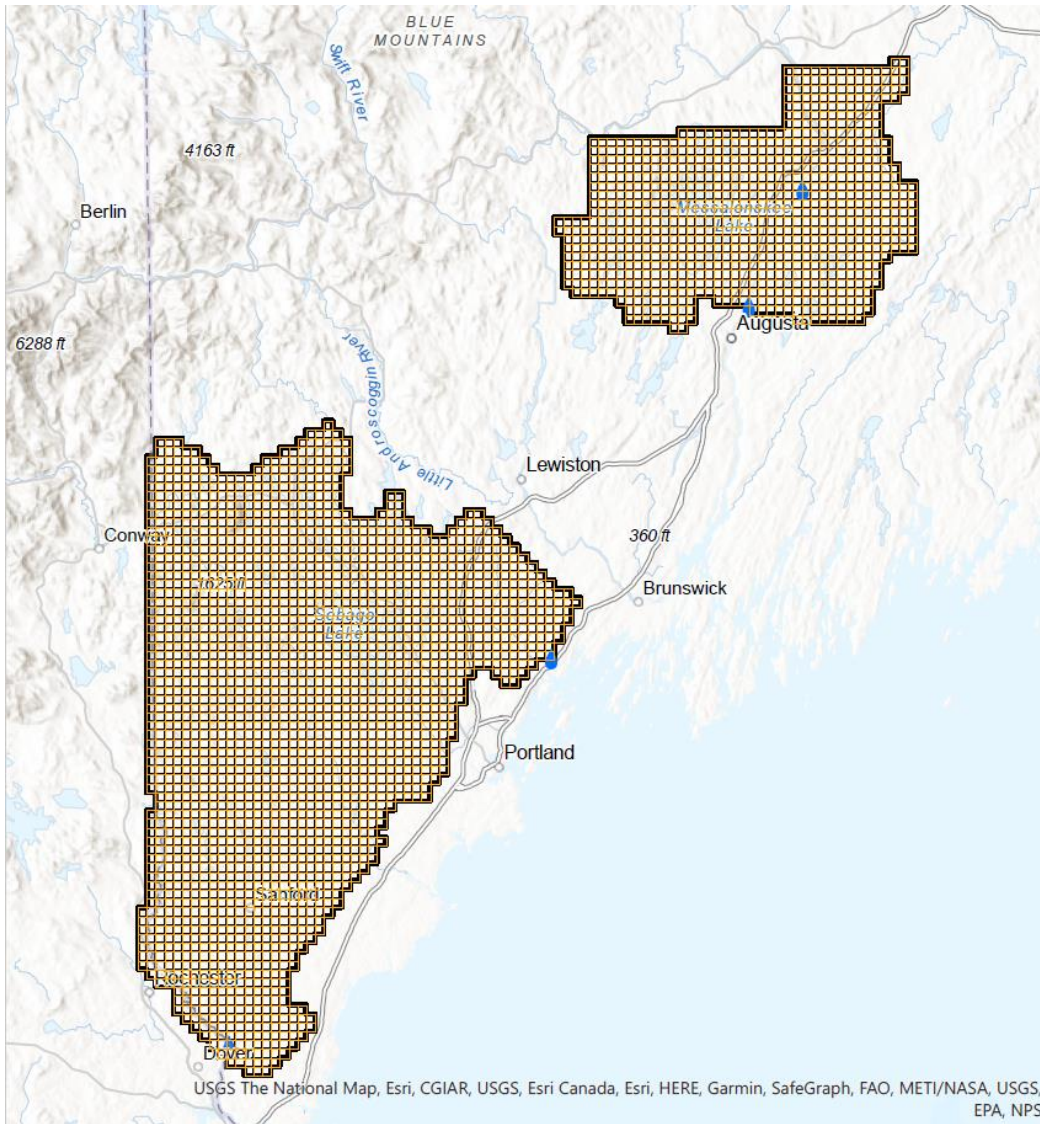 BLUE
MOUNTAINS
Swift River
4163 ft
Berlin
Messalonskee
Lake
Augusta
6288 ft
Little Androscoggin River
Lewiston
Conway
360 ft
1625 ft
Brunswick
Sebago
Lake
Portland
Sanford
Rochester
Dover
USGS The National Map, Esri, CGIAR, USGS, Esri Canada, Esri, HERE, Garmin, SafeGraph, FAO, METI/NASA, USGS,
EPA, NPS